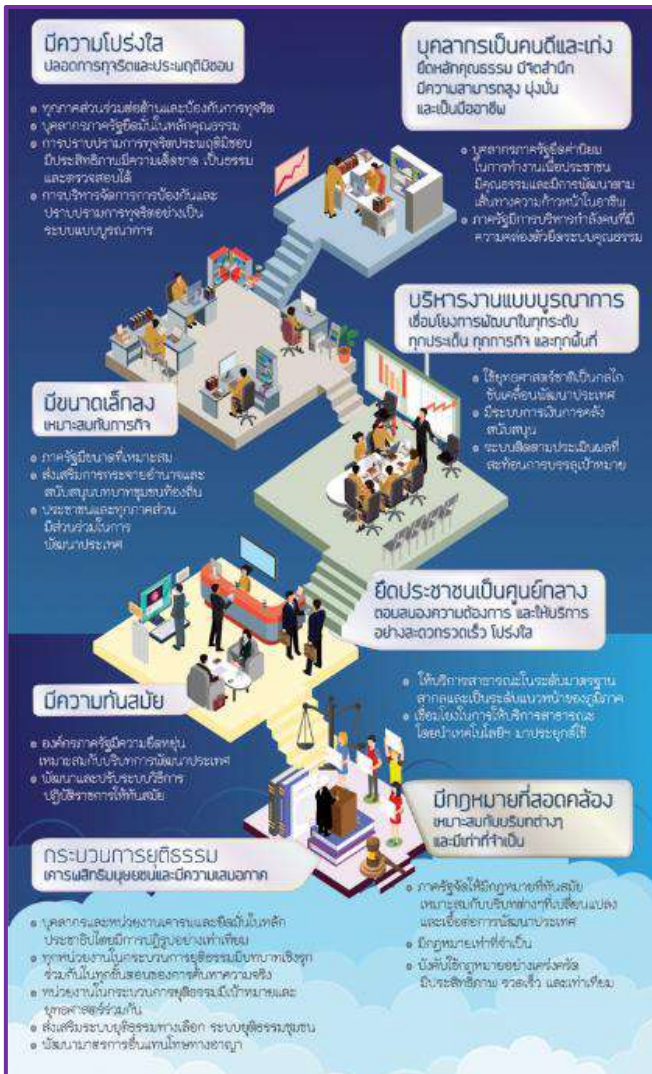 มีความโปร่งใส
ปลอดการทุจริตและประพฤติมิชอบ
ทุกภาคส่วนร่วมต่อต้านและป้องกันการทุจริต
บุคลากรภาครัฐยึดมั่นในหลักคุณธรรม
การปราบปรามการทุจริตประพฤติมิชอบ
มีประสิทธิภาพมีความเด็ดขาด เป็นธรรม
และตรวจสอบได้
การบริหารจัดการการป้องกันและ
ปราบปรามการทุจริตอย่างเป็น
ระบบแบบบูรณาการ
บุคลากรเป็นคนดีและเก่ง
ยึดหลักคุณธรรม มีจิตสำนึก
มีความสามารถสูง มุ่งมั่น
และเป็นมืออาชีพ
บุคลากรภาครัฐยึดค่านิยม
ในการทำงานเพื่อประชาชน
มีคุณธรรมและมีการพัฒนาตาม
เส้นทางความก้าวหน้าในอาชีพ
ภาครัฐมีการบริหารกำลังคนที่มี
ความคล่องตัวยึดระบบคุณธรรม
บริหารงานแบบบูรณาการ
เชื่อมโยงการพัฒนาในทุกระดับ
ทุกประเด็น ทุกภารกิจ และทุกพื้นที่
ใช้ยุทธศาสตร์ชาติเป็นกลไก
ขับเคลื่อนพัฒนาประเทศ
มีระบบการเงินการคลัง
สนับสนุน
ระบบติดตามประเมินผลที่
สะท้อนการบรรลุเป้าหมาย
มีขนาดเล็กลง
เหมาะสมกับภารกิจ
ภาครัฐมีขนาดที่เหมาะสม
ส่งเสริมการกระจายอำนาจและ
สนับสนุนบทบาทชุมชนท้องถิ่น
ประชาชนและทุกภาคส่วน
มีส่วนร่วมในการ
พัฒนาประเทศ
ยึดประชาชนเป็นศูนย์กลาง
ตอบสนองความต้องการ และให้บริการ
อย่างสะดวกรวดเร็ว โปร่งใส
ให้บริการสาธารณะในระดับมาตรฐาน
สากลและเป็นระดับแนวหน้าของภูมิภาค
เชื่อมโยงในการให้บริการสาธารณะ
โดยนำเทคโนโลยีฯ มาประยุกต์ใช้
มีความทันสมัย
องค์กรภาครัฐมีความยืดหยุ่น
เหมาะสมกับบริบทการพัฒนาประเทศ
พัฒนาและปรับระบบวิธีการ
ปฏิบัติราชการให้ทันสมัย
มีกฎหมายที่สอดคล้อง
เหมาะสมกับบริบทต่างๆ
และมีเท่าที่จำเป็น
ภาครัฐจัดให้มีกฎหมายที่ทันสมัย
เหมาะสมกับบริบทต่างๆที่เปลี่ยนแปลง
และเอื้อต่อการพัฒนาประเทศ
มีกฎหมายเท่าที่จำเป็น
บังคับใช้กฎหมายอย่างเคร่งครัด
มีประสิทธิภาพ รวดเร็ว และเท่าเทียม
กระบวนการยุติธรรม
เคารพสิทธิมนุษยชนและมีความเสมอภาค
บุคลากรและหน่วยงานเคารพและยึดมั่นในหลัก
ประชาธิปไตยมีการปฏิรูปอย่างเท่าเทียม
ทุกหน่วยงานในกระบวนการยุติธรรมมีบทบาทเชิงรุก
ร่วมกันในทุกขั้นตอนของการค้นหาความจริง
หน่วยงานในกระบวนการยุติธรรมมีเป้าหมายและ
ยุทธศาสตร์ร่วมกัน
ส่งเสริมระบบยุติธรรมทางเลือก ระบบยุติธรรมชุมชน
พัฒนามาตรการอื่นแทนโทษทางอาญา